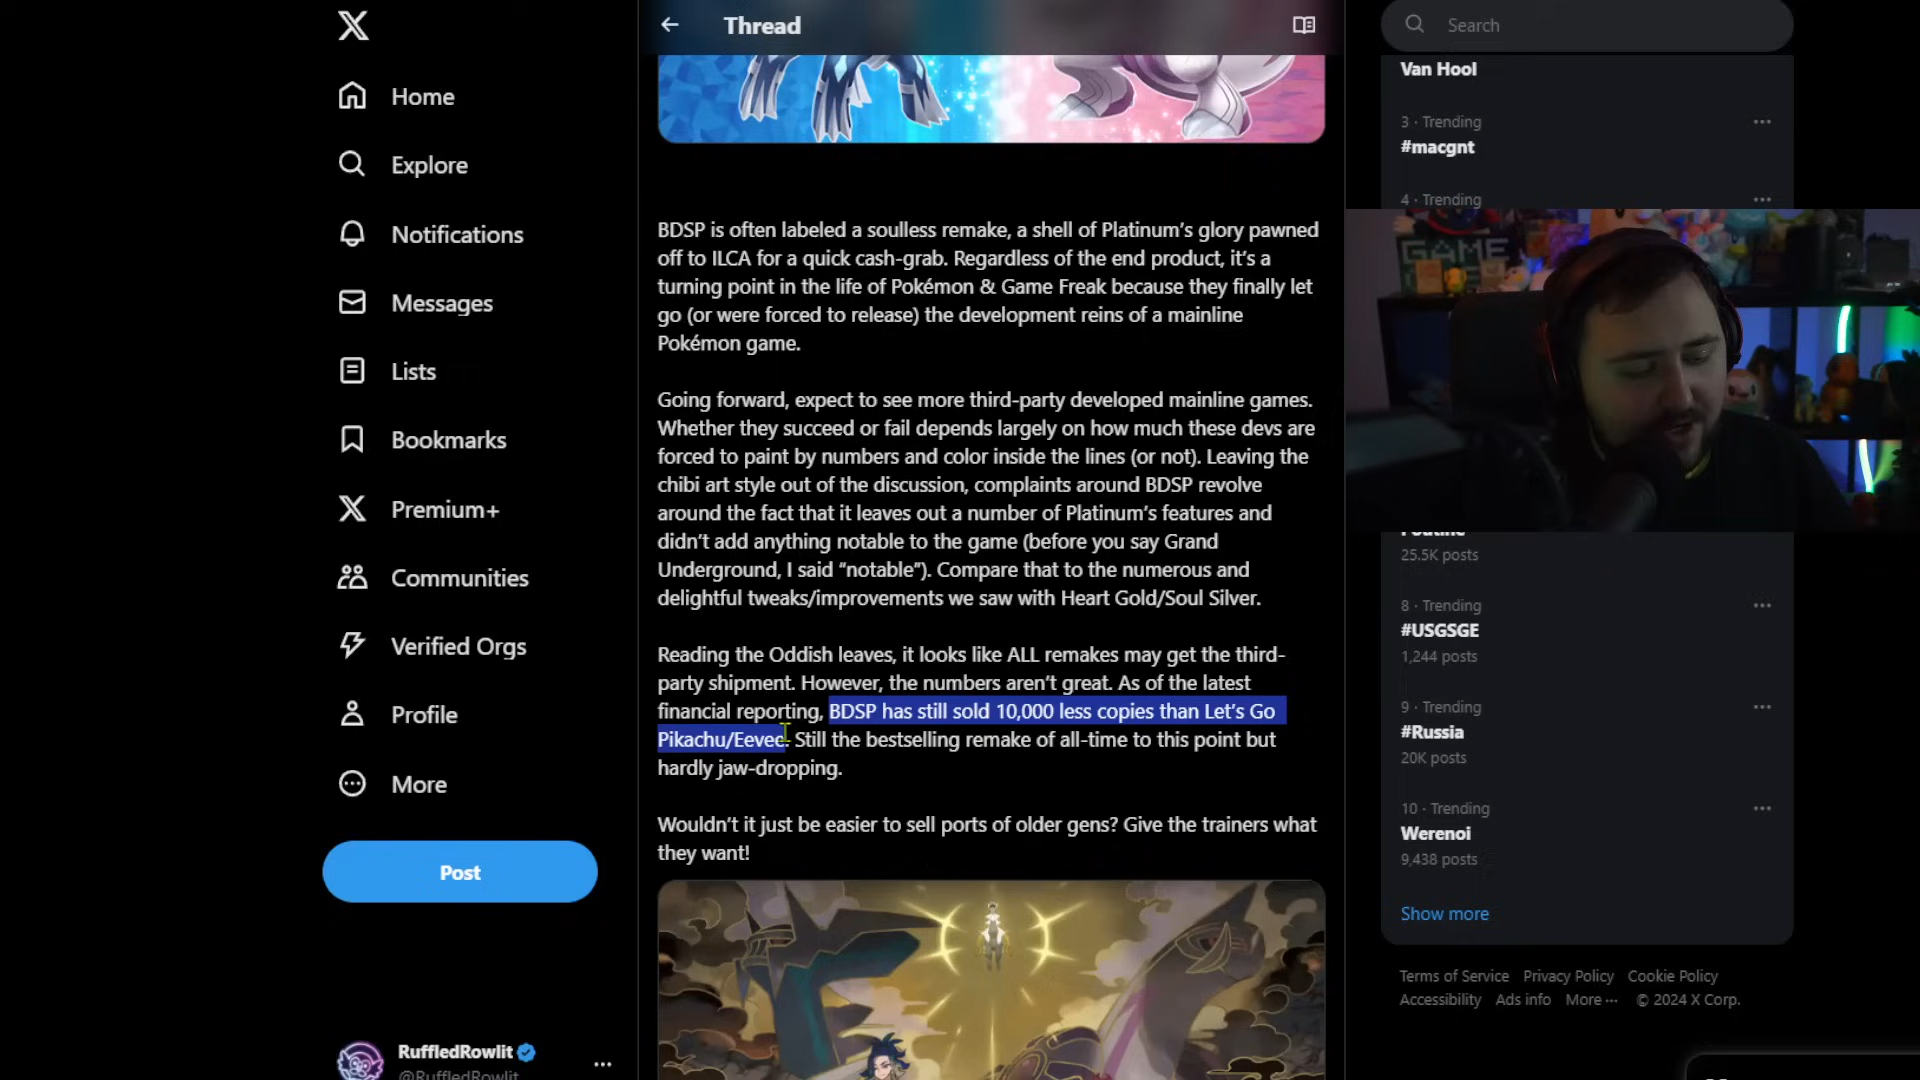 Home
Explore
Notifications
Messages
Lists
Bookmarks
Premium+
Communities
Verified Orgs
Profile
More
Post
RuffledRowlit
@RuffledRowlit
Thread
BDSP is often labeled a soulless remake, a shell of Platinum's glory pawned
off to ILCA for a quick cash-grab. Regardless of the end product, it's a
turning point in the life of Pokémon & Game Freak because they finally let
go (or were forced to release) the development reins of a mainline
Pokémon game.
Going forward, expect to see more third-party developed mainline games.
Whether they succeed or fail depends largely on how much these devs are
forced to paint by numbers and color inside the lines (or not). Leaving the
chibi art style out of the discussion, complaints around BDSP revolve
around the fact that it leaves out a number of Platinum's features and
didn't add anything notable to the game (before you say Grand
Underground, I said “notable”). Compare that to the numerous and
delightful tweaks/improvements we saw with Heart Gold/Soul Silver.
Reading the Oddish leaves, it looks like ALL remakes may get the third-
party shipment. However, the numbers aren't great. As of the latest
financial reporting, BDSP has still sold 10,000 less copies than Let's Go
Pikachu/Eevee. Still the bestselling remake of all-time to this point but
hardly jaw-dropping.
Wouldn't it just be easier to sell ports of older gens? Give the trainers what
they want!
Search
Van Hool
3 · Trending
#macgnt
4 · Trending
GAME
25.5K posts
8 · Trending
#USGSGE
1,244 posts
9 · Trending
#Russia
20K posts
10 · Trending
Werenoi
9,438 posts
Show more
Terms of Service Privacy Policy Cookie Policy
Accessibility Ads info More ··· © 2024 X Corp.